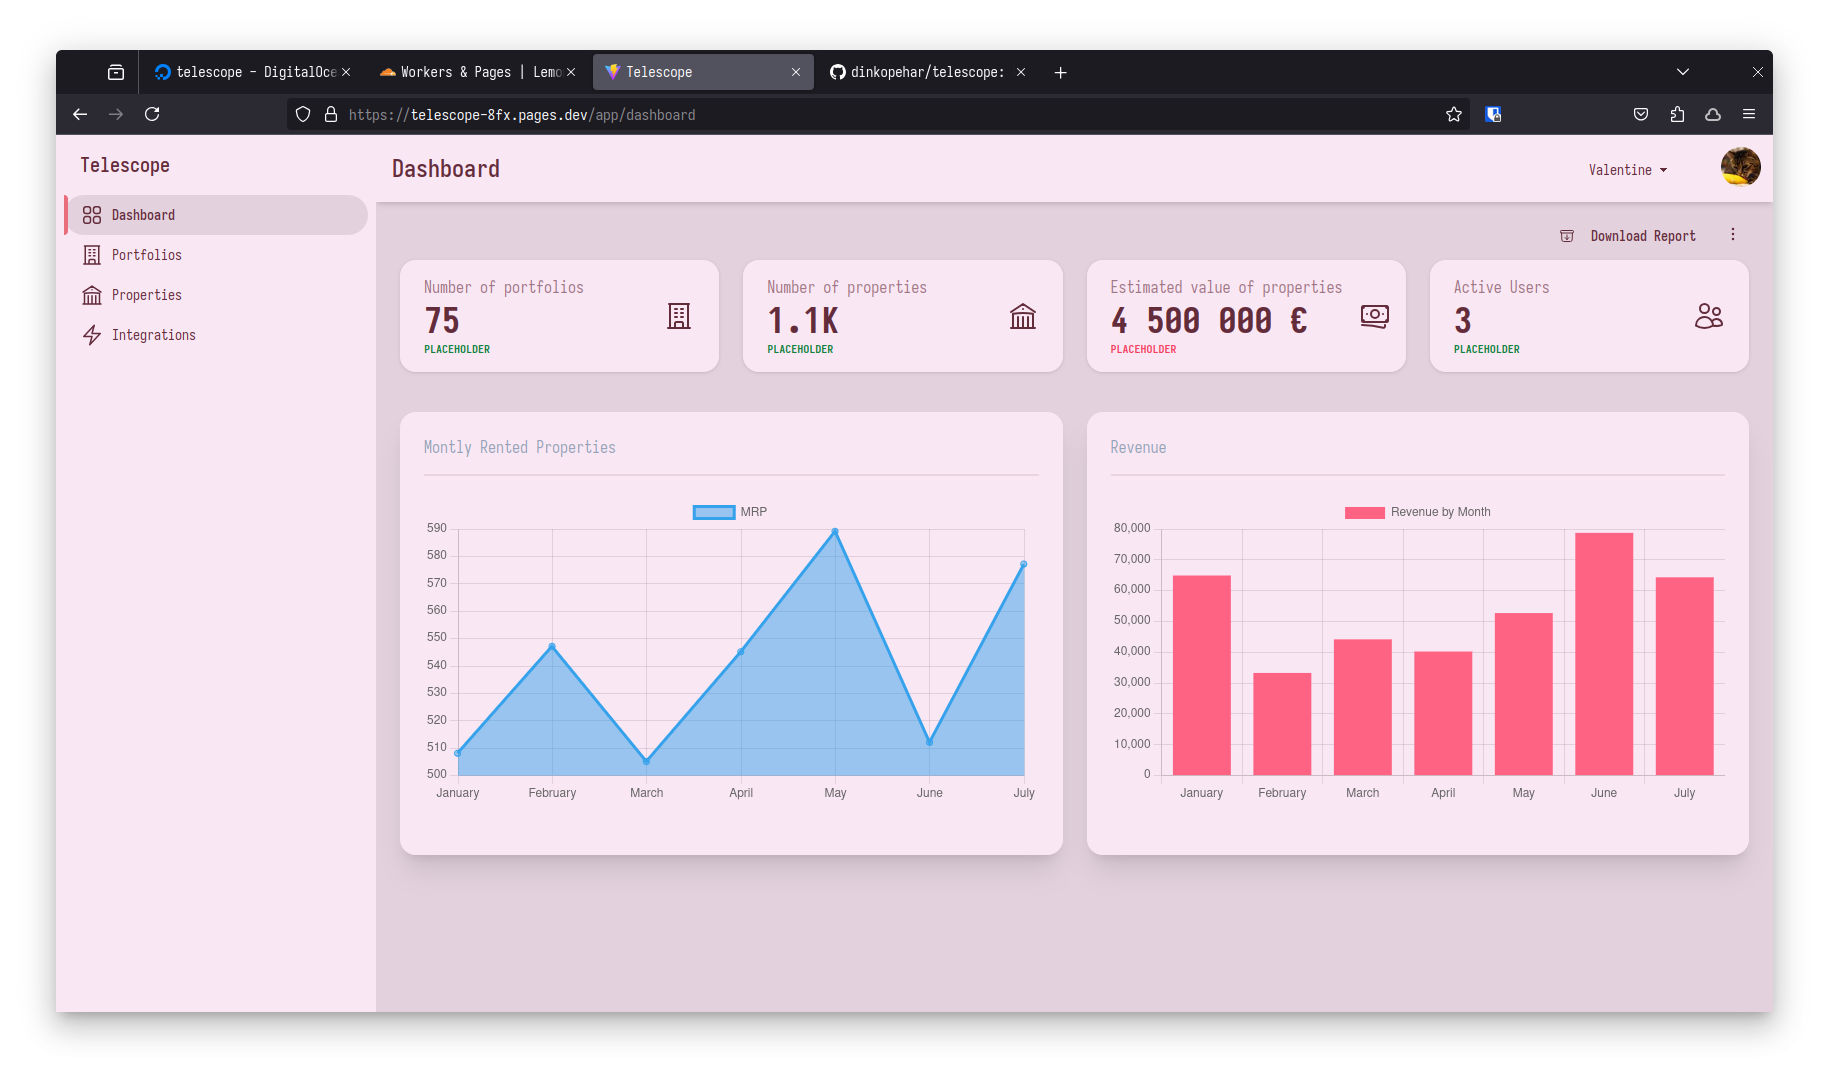 telescope - DigitalOce
Workers & Pages | Lemo
Telescope
dinkopehar/telescope:
https://telescope-8fx.pages.dev/app/dashboard
Telescope
Dashboard
Portfolios
Properties
Integrations
Dashboard
Valentine
Download Report
Number of portfolios
75
PLACEHOLDER
Number of properties
1.1K
PLACEHOLDER
Estimated value of properties
4 500 000 €
PLACEHOLDER
Active Users
3
PLACEHOLDER
Montly Rented Properties
MRP
590
580
570
560
550
540
530
520
510
500
January February March April May June July
Revenue
Revenue by Month
80,000
70,000
60,000
50,000
40,000
30,000
20,000
10,000
0
January February March April May June July